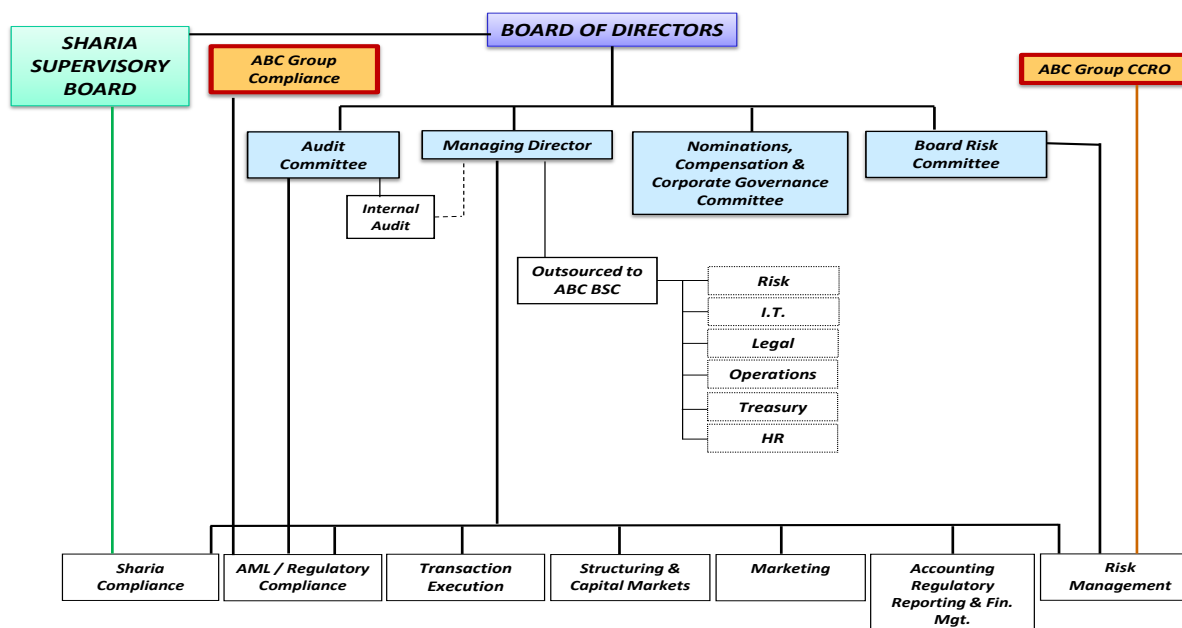 BOARD OF DIRECTORS
SHARIA
SUPERVISORY
BOARD
ABC Group
Compliance
ABC Group CCRO
Audit
Committee
Managing Director
Nominations,
Compensation &
Corporate Governance
Committee
Board Risk
Committee
Internal
Audit
Outsourced to
ABC BSC
Risk
I.T.
Legal
Operations
Treasury
HR
Sharia
Compliance
AML / Regulatory
Compliance
Transaction
Execution
Structuring &
Capital Markets
Marketing
Accounting
Regulatory
Reporting & Fin.
Mgt.
Risk
Management